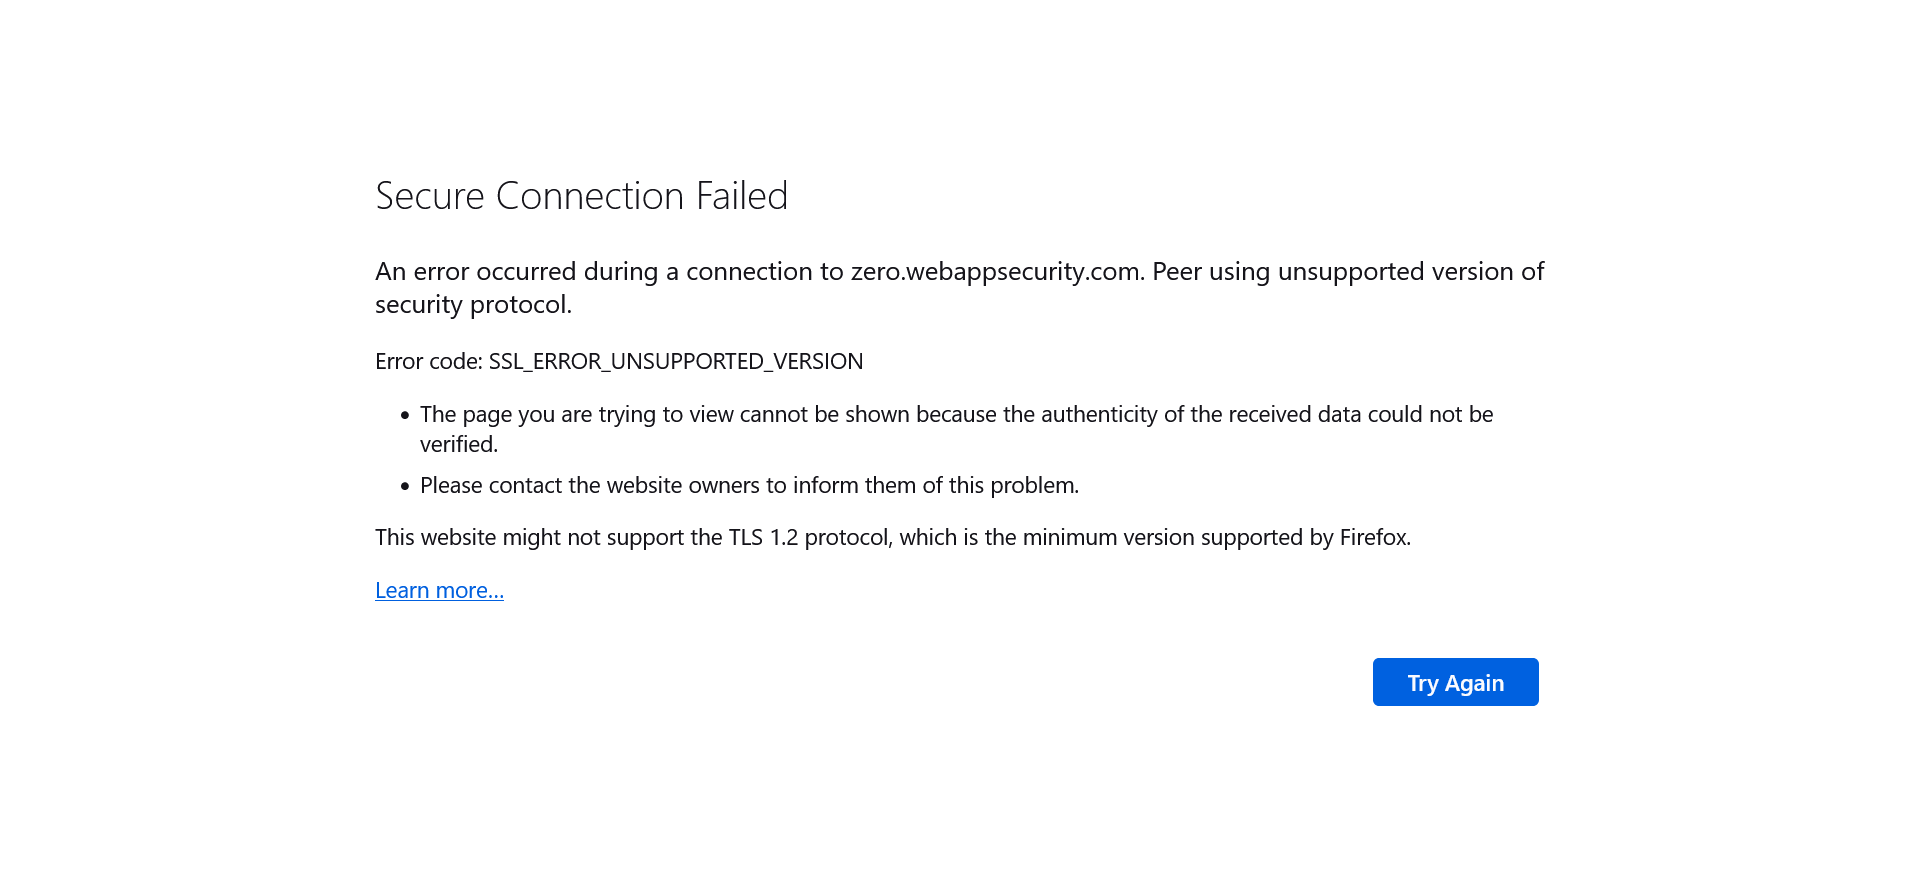 Secure Connection Failed
An error occurred during a connection to zero.webappsecurity.com. Peer using unsupported version of
security protocol.
Error code: SSL_ERROR_UNSUPPORTED_VERSION
• The page you are trying to view cannot be shown because the authenticity of the received data could not be
verified.
• Please contact the website owners to inform them of this problem.
This website might not support the TLS 1.2 protocol, which is the minimum version supported by Firefox.
Learn more...
Try Again